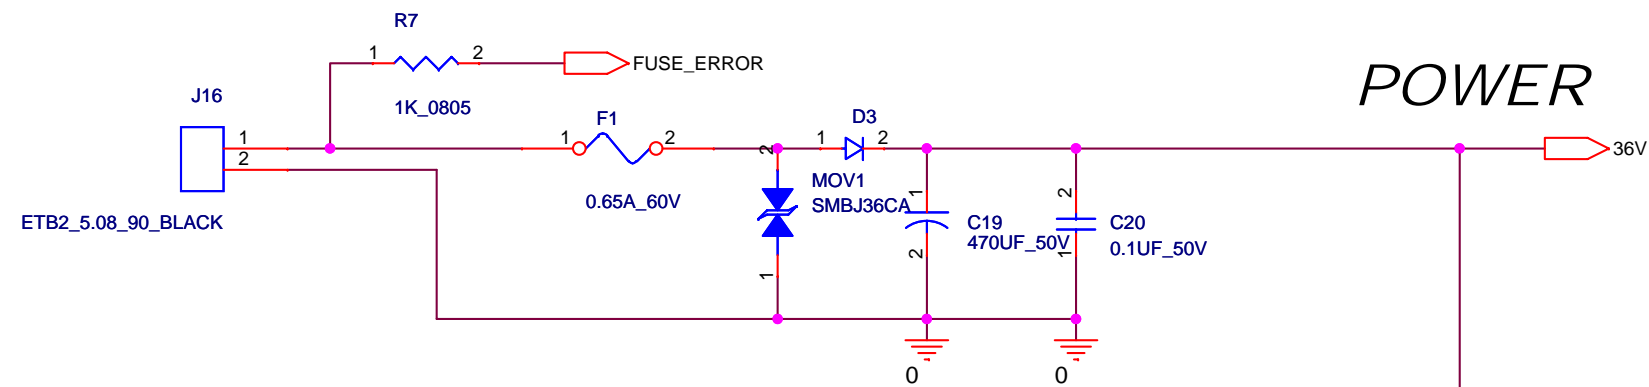 R7
1
2
FUSE_ERROR
POWER
J16
1K_0805
1
2
F1
1
2
D3
1
2
2
36V
0.65A_60V
MOV1
SMBJ36CA
1
2
C19
470UF_50V
2
1
C20
0.1UF_50V
ETB2_5.08_90_BLACK
1
0
0